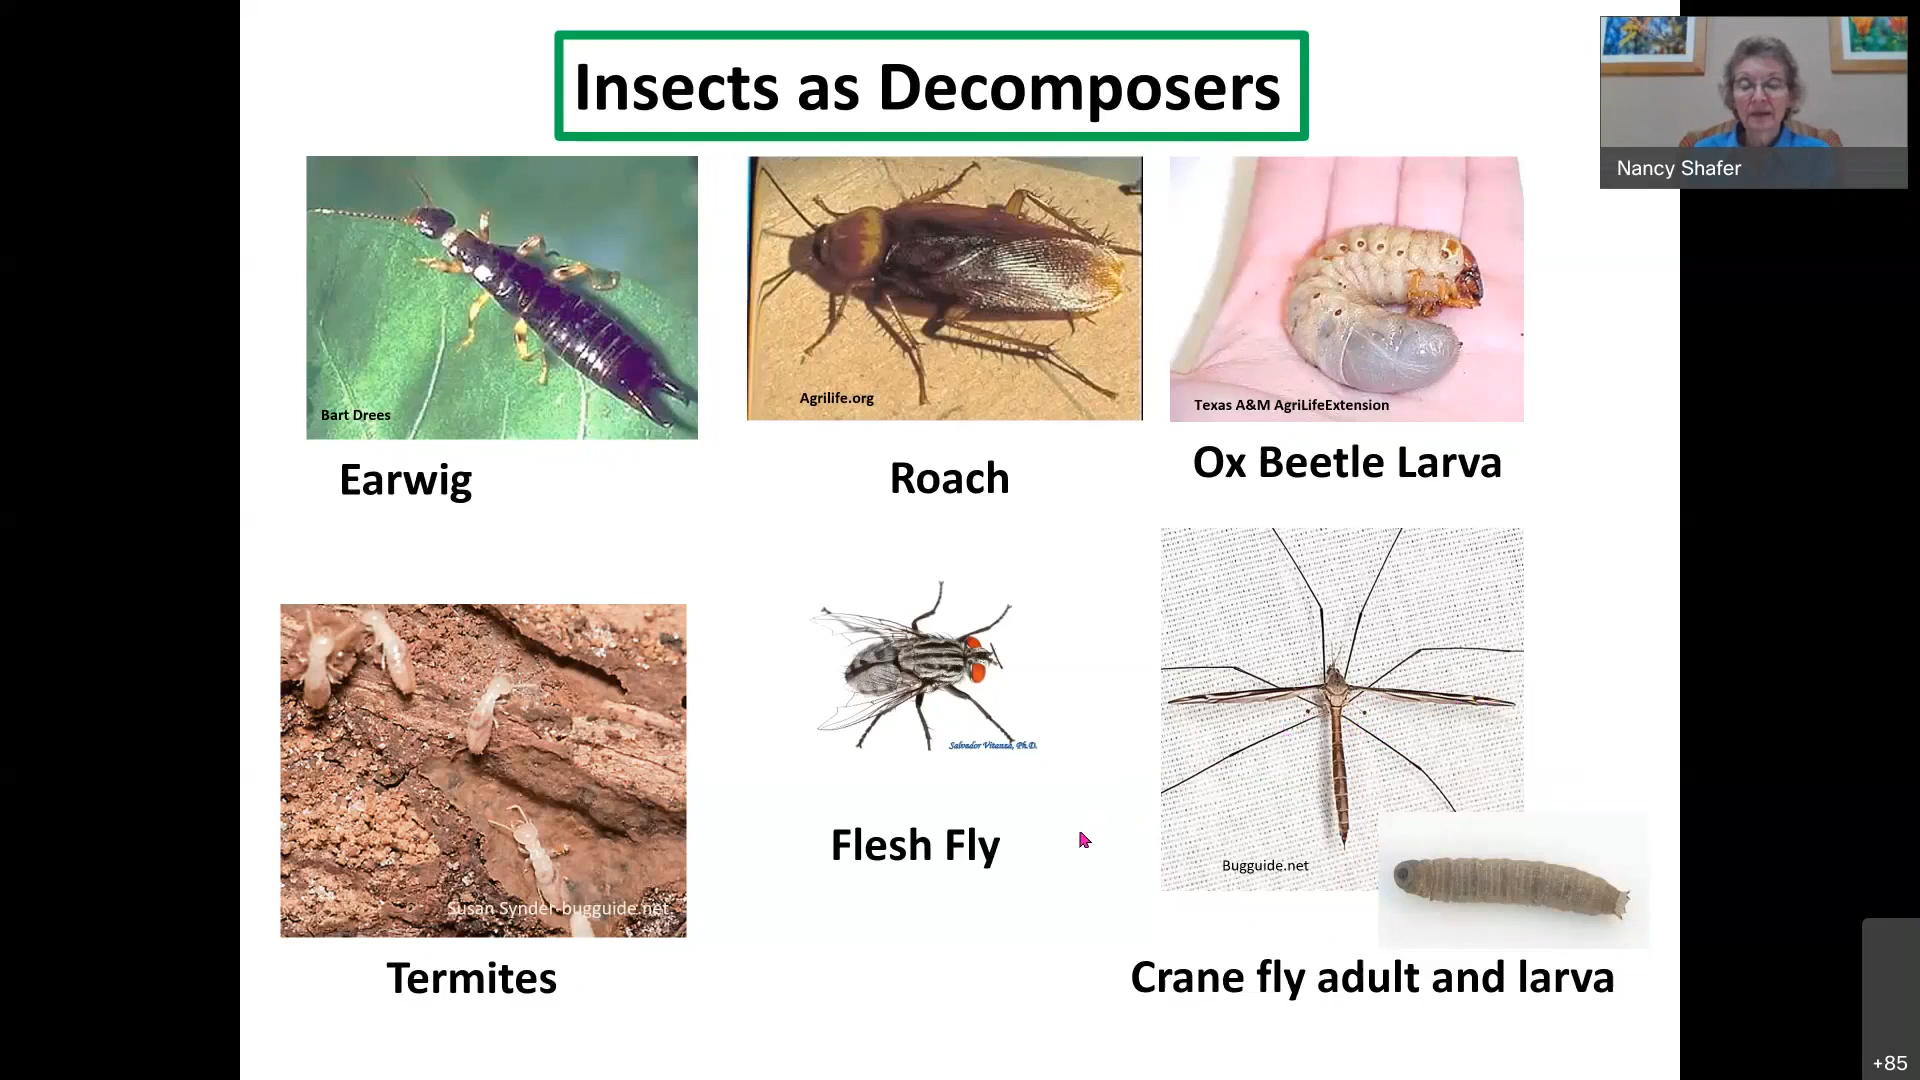 Insects as Decomposers
Nancy Shafer
Bart Drees
Agrilife.org
Texas A&M AgriLifeExtension
Earwig
Roach
Ox Beetle Larva
Susan Synder-bugguide.net
Salvador Vitanza, Ph.D.
Bugguide.net
Termites
Flesh Fly
Crane fly adult and larva
+85